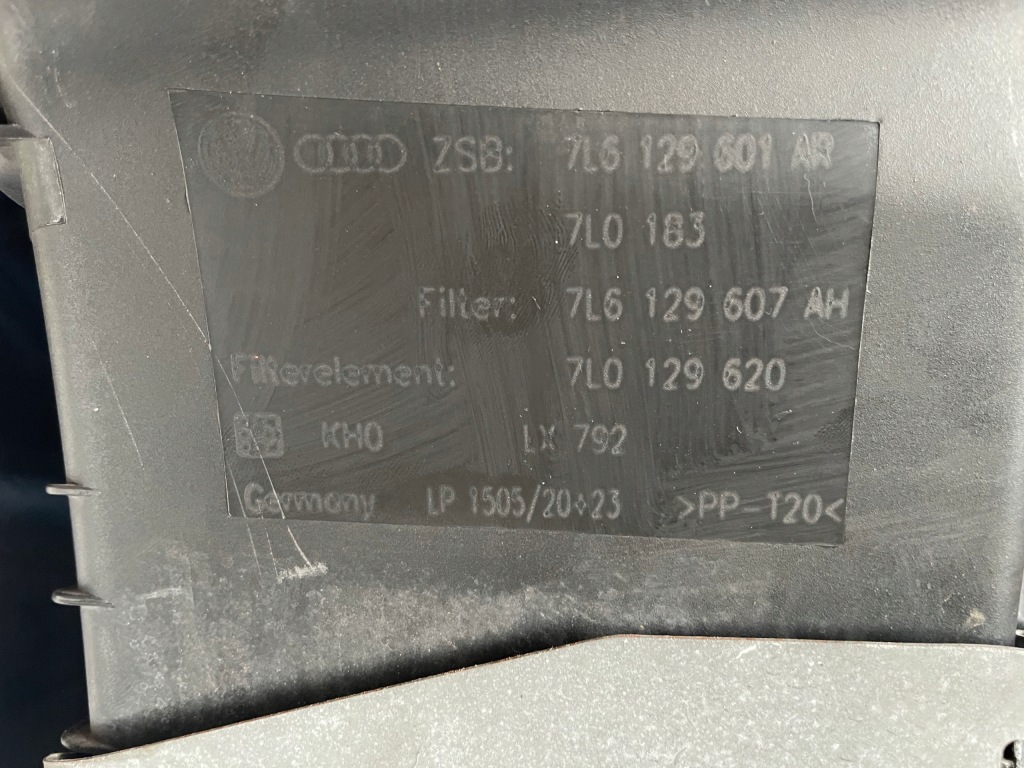 ZSB: 7L6 129 601 AR
7L0 183
Filter: 7L6 129 607 AH
Filterelement: 7L0 129 620
KH0 LX 792
Germany LP 1505/20+23 >PP-T20<